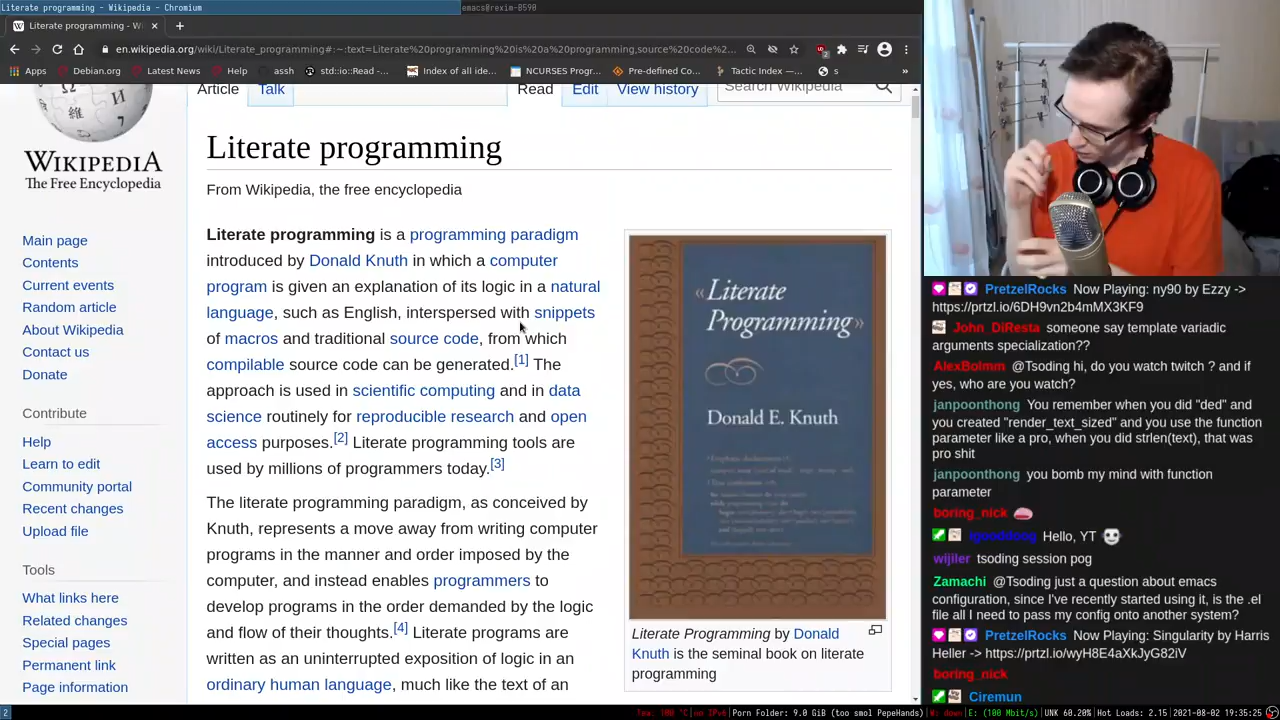 Literate programming - Wikipedia - Chromium
emacs@rexim-B59B
Literate programming - Wi
en.wikipedia.org/wiki/Literate_programming#:~:text=Literate%20programming%20is%20a%20programming,source%20code%2...
Apps
Debian.org
Latest News
Help
assh
std::io::Read -...
Index of all ide...
NCURSES Progr...
Pre-defined Co...
Tactic Index —...
s
»
Article
Talk
Read
Edit
View history
Search Wikipedia
WIKIPEDIA
The Free Encyclopedia
Main page
Contents
Current events
Random article
About Wikipedia
Contact us
Donate
Contribute
Help
Learn to edit
Community portal
Recent changes
Upload file
Tools
What links here
Related changes
Special pages
Permanent link
Page information
Literate programming
From Wikipedia, the free encyclopedia
Literate programming is a programming paradigm
introduced by Donald Knuth in which a computer
program is given an explanation of its logic in a natural
language, such as English, interspersed with snippets
of macros and traditional source code, from which
compilable source code can be generated.[1] The
approach is used in scientific computing and in data
science routinely for reproducible research and open
access purposes.[2] Literate programming tools are
used by millions of programmers today.[3]
The literate programming paradigm, as conceived by
Knuth, represents a move away from writing computer
programs in the manner and order imposed by the
computer, and instead enables programmers to
develop programs in the order demanded by the logic
and flow of their thoughts.[4] Literate programs are
written as an uninterrupted exposition of logic in an
ordinary human language, much like the text of an
«Literate
Programming»
Donald E. Knuth
Literate Programming by Donald
Knuth is the seminal book on literate
programming
PretzelRocks Now Playing: ny90 by Ezzy ->
https://prtzl.io/6DH9vn2b4mMX3KF9
John_DiResta someone say template variadic
arguments specialization??
AlexBolmm @Tsoding hi, do you watch twitch ? and if
yes, who are you watch?
janpoonthong You remember when you did "ded" and
you created "render_text_sized" and you use the function
parameter like a pro, when you did strlen(text), that was
pro shit
janpoonthong you bomb my mind with function
parameter
boring_nick
Hello, YT
wijiler tsoding session pog
Zamachi @Tsoding just a question about emacs
configuration, since I've recently started using it, is the .el
file all I need to pass my config onto another system?
PretzelRocks Now Playing: Singularity by Harris
Heller -> https://prtzl.io/wyH8E4aXkJyG82iV
boring_nick
Ciremun
2
Porn Folder: 9.0 GiB (too smol PepeHands)
W: down
E: (100 Mbit/s)
UNK 60.20%
Hot Loads: 2.15
2021-08-02 19:35:25